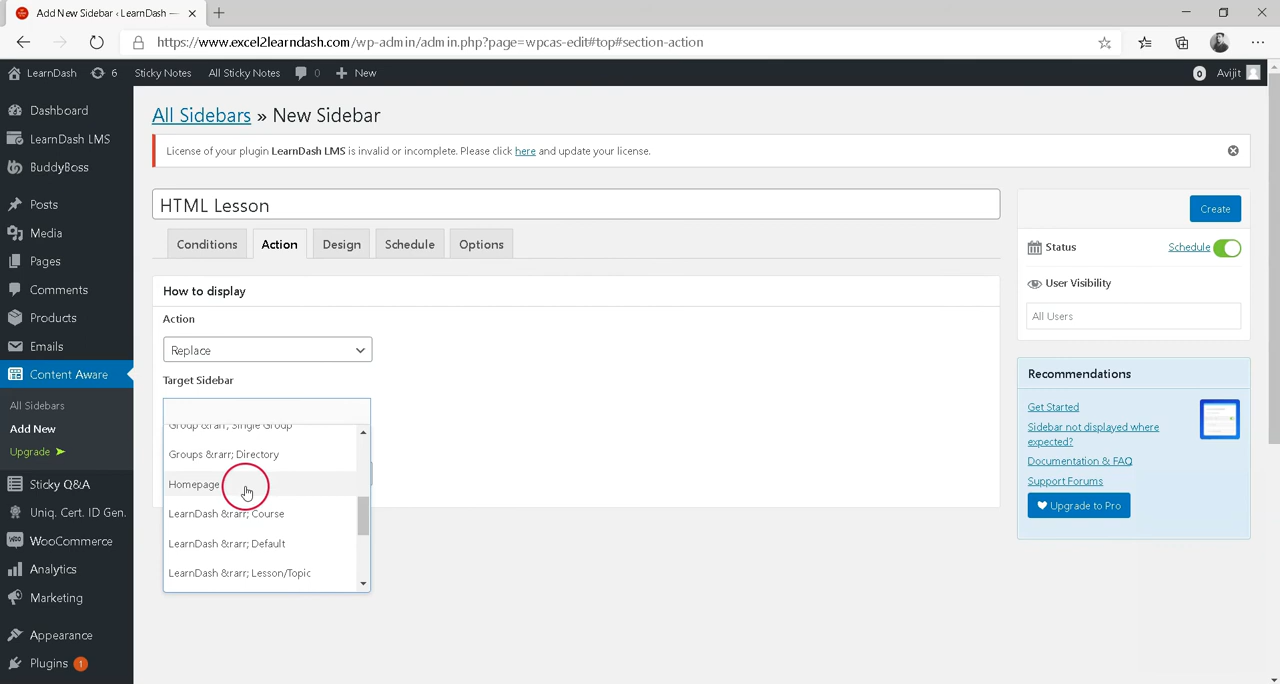 Add New Sidebar ‹ LearnDash —
https://www.excel2learndash.com/wp-admin/admin.php?page=wpcas-edit#top#section-action
LearnDash 6 Sticky Notes All Sticky Notes 0 New 0 Avijit
Dashboard
LearnDash LMS
BuddyBoss
Posts
Media
Pages
Comments
Products
Emails
Content Aware
All Sidebars
Add New
Upgrade ➤
Sticky Q&A
Uniq. Cert. ID Gen.
WooCommerce
Analytics
Marketing
Appearance
Plugins 1
All Sidebars » New Sidebar
License of your plugin LearnDash LMS is invalid or incomplete. Please click here and update your license.
HTML Lesson
Conditions Action Design Schedule Options
How to display
Action
Replace
Target Sidebar
Group &rarr; Single Group
Groups &rarr; Directory
Homepage
LearnDash &rarr; Course
LearnDash &rarr; Default
LearnDash &rarr; Lesson/Topic
Create
Status Schedule
User Visibility
All Users
Recommendations
Get Started
Sidebar not displayed where
expected?
Documentation & FAQ
Support Forums
Upgrade to Pro